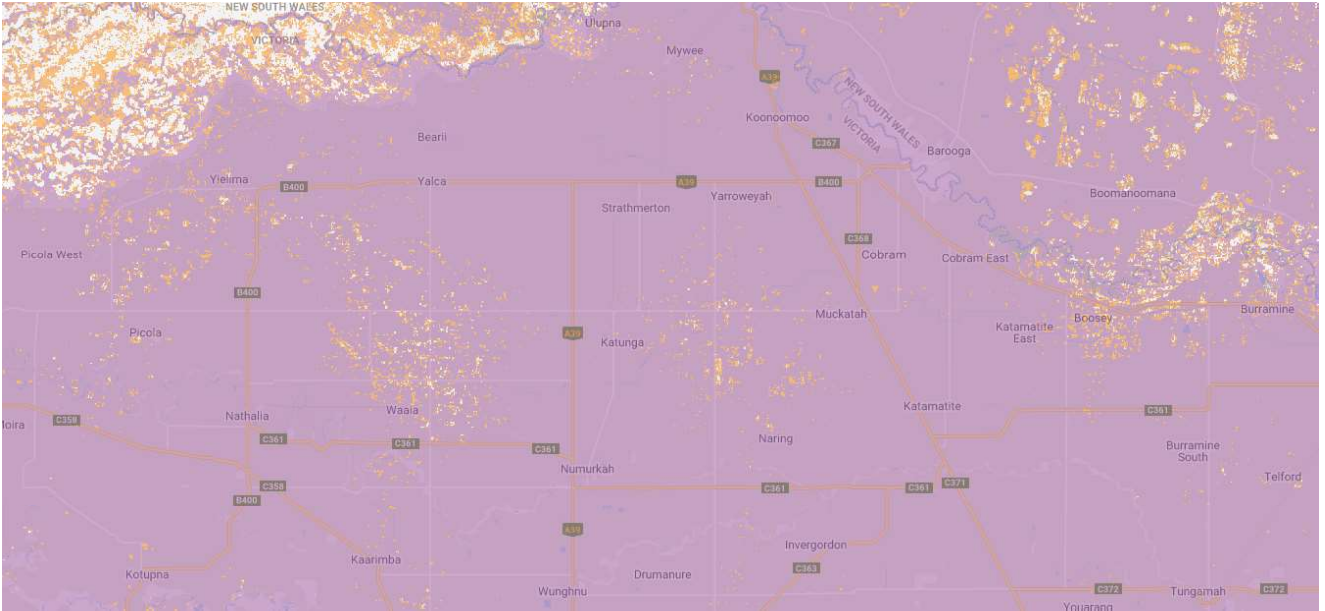 NEW SOUTH WALES
VICTORIA
Ulupna
Mywee
A39
NEW SOUTH WALES
VICTORIA
Koonoomoo
Bearii
C367
Barooga
Yielima
B400
Yalca
A39
B400
Yarroweyah
Boomanoomana
Strathmerton
C368
Picola West
Cobram
Cobram East
B400
Burramine
Muckatah
Boosey
Picola
A39
Katunga
Katamatite
East
Katamatite
Nathalia
Waaia
C361
Moira
C358
C361
C361
C361
Naring
Burramine
South
Numurkah
Telford
C358
C361
C361
C371
B400
A39
Invergordon
Kaarimba
C363
Kotupna
Drumanure
Wunghnu
C372
Tungamah
C372
Youarang